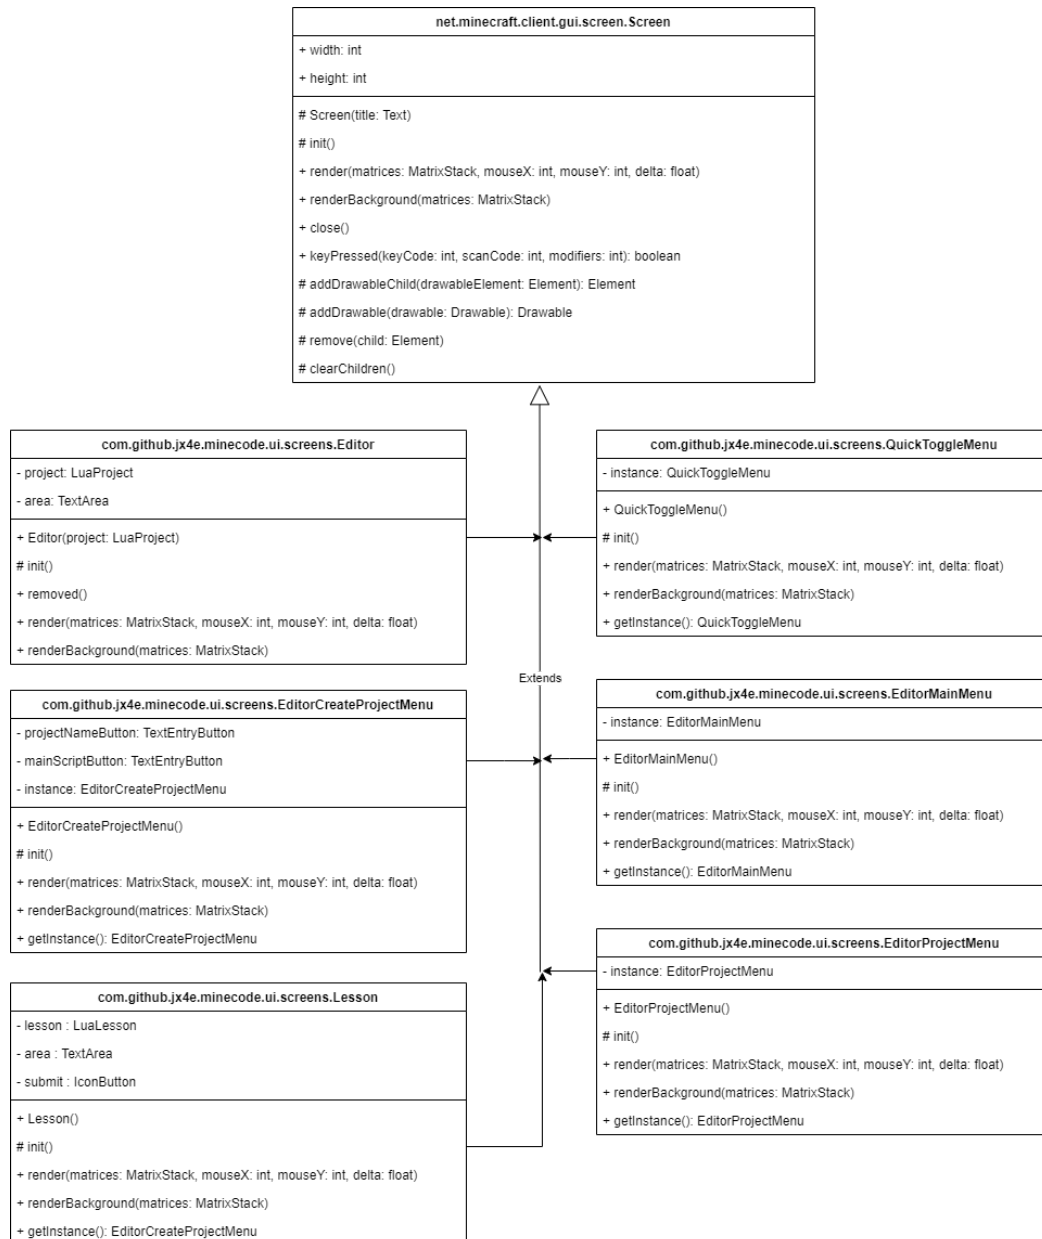 net.minecraft.client.gui.screen.Screen
+ width: int
+ height: int
# Screen(title: Text)
# init()
+ render(matrices: MatrixStack, mouseX: int, mouseY: int, delta: float)
+ renderBackground(matrices: MatrixStack)
+ close()
+ keyPressed(keyCode: int, scanCode: int, modifiers: int): boolean
# addDrawableChild(drawableElement: Element): Element
# addDrawable(drawable: Drawable): Drawable
# remove(child: Element)
# clearChildren()
com.github.jx4e.minecode.ui.screens.Editor
- project: LuaProject
- area: TextArea
+ Editor(project: LuaProject)
# init()
+ removed()
+ render(matrices: MatrixStack, mouseX: int, mouseY: int, delta: float)
+ renderBackground(matrices: MatrixStack)
com.github.jx4e.minecode.ui.screens.QuickToggleMenu
- instance: QuickToggleMenu
+ QuickToggleMenu()
# init()
+ render(matrices: MatrixStack, mouseX: int, mouseY: int, delta: float)
+ renderBackground(matrices: MatrixStack)
+ getInstance(): QuickToggleMenu
Extends
com.github.jx4e.minecode.ui.screens.EditorCreateProjectMenu
- projectNameButton: TextEntryButton
- mainScriptButton: TextEntryButton
- instance: EditorCreateProjectMenu
+ EditorCreateProjectMenu()
# init()
+ render(matrices: MatrixStack, mouseX: int, mouseY: int, delta: float)
+ renderBackground(matrices: MatrixStack)
+ getInstance(): EditorCreateProjectMenu
com.github.jx4e.minecode.ui.screens.EditorMainMenu
- instance: EditorMainMenu
+ EditorMainMenu()
# init()
+ render(matrices: MatrixStack, mouseX: int, mouseY: int, delta: float)
+ renderBackground(matrices: MatrixStack)
+ getInstance(): EditorMainMenu
com.github.jx4e.minecode.ui.screens.EditorProjectMenu
- instance: EditorProjectMenu
+ EditorProjectMenu()
# init()
+ render(matrices: MatrixStack, mouseX: int, mouseY: int, delta: float)
+ renderBackground(matrices: MatrixStack)
+ getInstance(): EditorProjectMenu
com.github.jx4e.minecode.ui.screens.Lesson
- lesson : LuaLesson
- area : TextArea
- submit : IconButton
+ Lesson()
# init()
+ render(matrices: MatrixStack, mouseX: int, mouseY: int, delta: float)
+ renderBackground(matrices: MatrixStack)
+ getInstance(): EditorCreateProjectMenu